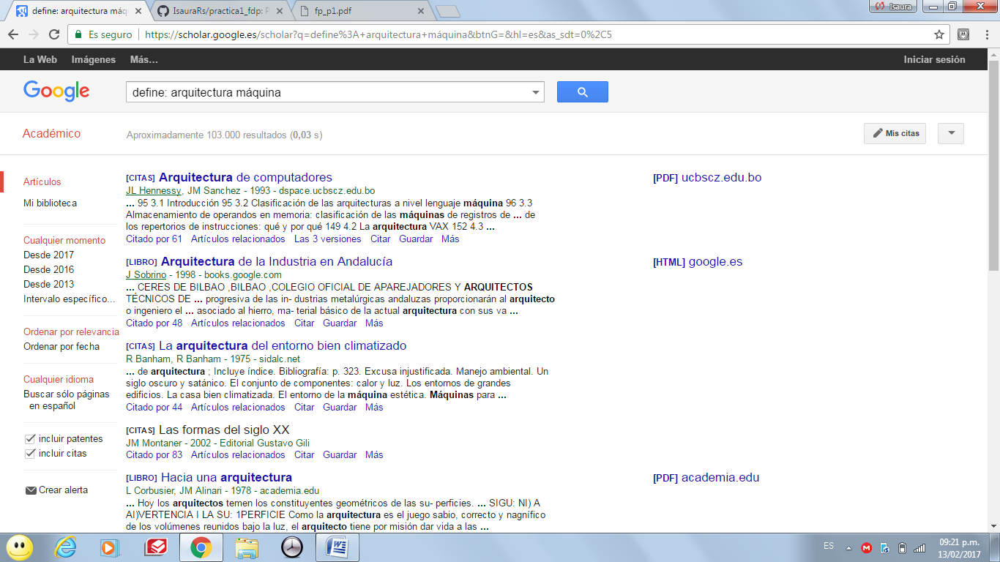 define: arquitectura máqu
IsauraRs/practica1_fdp: P
fp_p1.pdf
Isaura
Es seguro
https://scholar.google.es/scholar?q=define%3A+arquitectura+máquina&btnG=&hl=es&as_sdt=0%2C5
La Web Imágenes Más... Iniciar sesión
Google
define: arquitectura máquina
Académico
Aproximadamente 103.000 resultados (0,03 s)
Mis citas
Artículos
Mi biblioteca
Cualquier momento
Desde 2017
Desde 2016
Desde 2013
Intervalo específico...
Ordenar por relevancia
Ordenar por fecha
Cualquier idioma
Buscar sólo páginas
en español
incluir patentes
incluir citas
Crear alerta
[CITAS] Arquitectura de computadores
JL Hennessy, JM Sanchez - 1993 - dspace.ucbscz.edu.bo
... 95 3.1 Introducción 95 3.2 Clasificación de las arquitecturas a nivel lenguaje máquina 96 3.3
Almacenamiento de operandos en memoria: clasificación de las máquinas de registros de ... de
los repertorios de instrucciones: qué y por qué 149 4.2 La arquitectura VAX 152 4.3 ...
Citado por 61 Artículos relacionados Las 3 versiones Citar Guardar Más
[PDF] ucbscz.edu.bo
[LIBRO] Arquitectura de la Industria en Andalucía
J Sobrino - 1998 - books.google.com
... CERES DE BILBAO ,BILBAO ,COLEGIO OFICIAL DE APAREJADORES Y ARQUITECTOS
TÉCNICOS DE ... progresiva de las in- dustrias metalúrgicas andaluzas proporcionarán al arquitecto
o ingeniero el ... asociado al hierro, ma- terial básico de la actual arquitectura con sus va ...
Citado por 48 Artículos relacionados Citar Guardar Más
[HTML] google.es
[CITAS] La arquitectura del entorno bien climatizado
R Banham, R Banham - 1975 - sidalc.net
... de arquitectura ; Incluye índice. Bibliografía: p. 323. Excusa injustificada. Manejo ambiental. Un
siglo oscuro y satánico. El conjunto de componentes: calor y luz. Los entornos de grandes
edificios. La casa bien climatizada. El entorno de la máquina estética. Máquinas para ...
Citado por 44 Artículos relacionados Citar Guardar Más
[CITAS] Las formas del siglo XX
JM Montaner - 2002 - Editorial Gustavo Gili
Citado por 83 Artículos relacionados Citar Guardar Más
[LIBRO] Hacia una arquitectura
L Corbusier, JM Alinari - 1978 - academia.edu
... Hoy los arquitectos temen los constituyentes geométricos de las su- perficies. ... SIGU: NI) A
AI)VERTENCIA I LA SU: 1PERFICIE Como la arquitectura es el juego sabio, correcto y nagnífico
de los volúmenes reunidos bajo la luz, el arquitecto tiene por misión dar vida a las ...
[PDF] academia.edu
ES
09:21 p.m.
13/02/2017